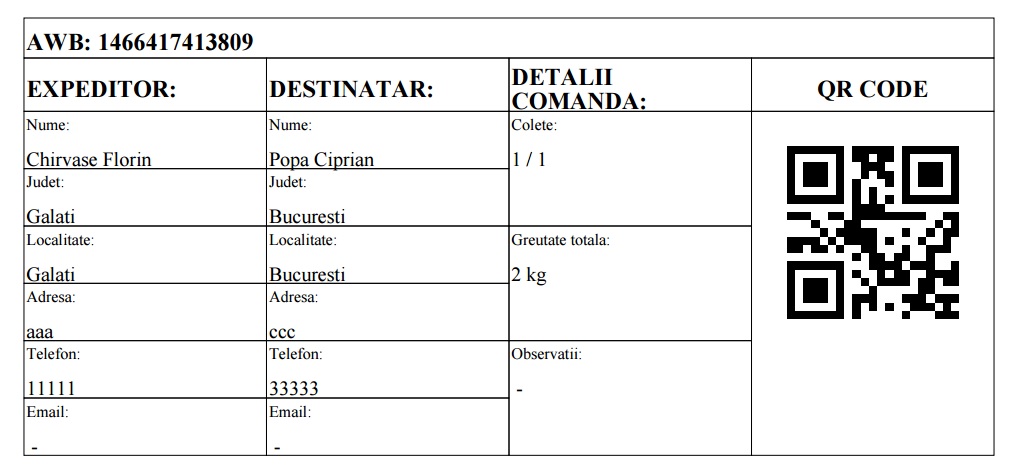 AWB: 1466417413809
EXPEDITOR:
DESTINATAR:
DETALII
COMANDA:
QR CODE
Nume:
Chirvase Florin
Nume:
Popa Ciprian
Colete:
1 / 1
Judet:
Galati
Judet:
Bucuresti
Localitate:
Galati
Localitate:
Bucuresti
Greutate totala:
2 kg
Adresa:
aaa
Adresa:
ccc
Telefon:
11111
Telefon:
33333
Observatii:
-
Email:
-
Email:
-